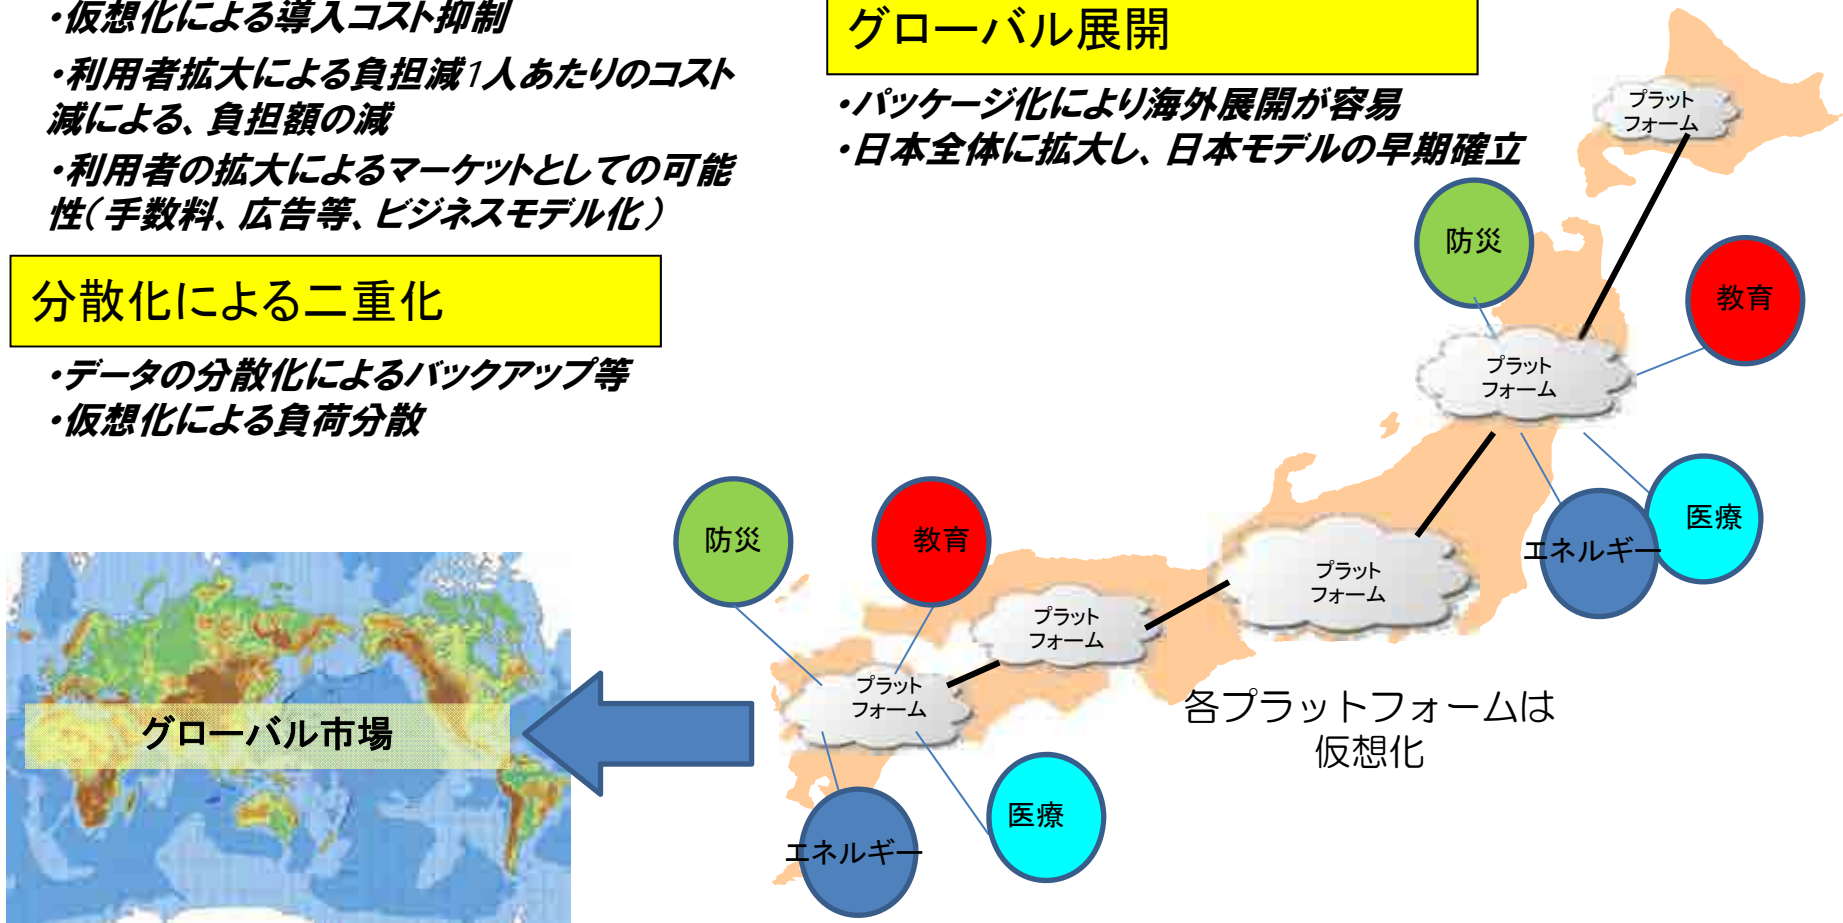 ・仮想化による導入コスト抑制
・利用者拡大による負担減1人あたりのコスト
減による、負担額の減
・利用者の拡大によるマーケットとしての可能
性(手数料、広告等、ビジネスモデル化)
分散化による二重化
・データの分散化によるバックアップ等
・仮想化による負荷分散
グローバル展開
・パッケージ化により海外展開が容易
・日本全体に拡大し、日本モデルの早期確立
プラット
フォーム
防災
教育
プラット
フォーム
医療
エネルギー
プラット
フォーム
防災
教育
プラット
フォーム
プラット
フォーム
各プラットフォームは
仮想化
グローバル市場
医療
エネルギー